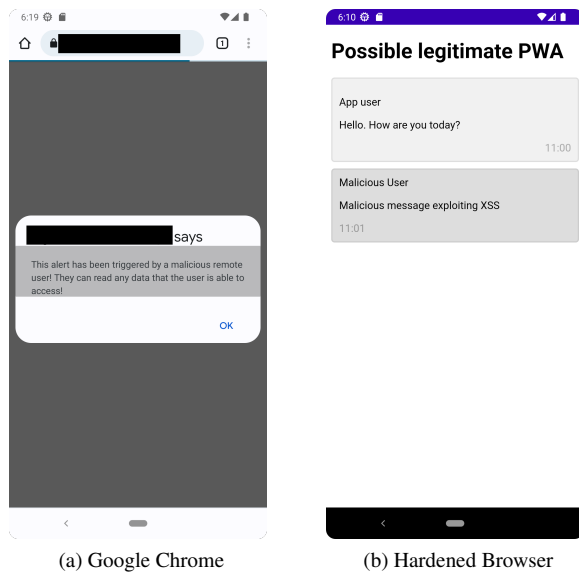 6:19
1
says
This alert has been triggered by a malicious remote
user! They can read any data that the user is able to
access!
OK
(a) Google Chrome
6:10
Possible legitimate PWA
App user
Hello. How are you today?
11:00
Malicious User
Malicious message exploiting XSS
11:01
(b) Hardened Browser